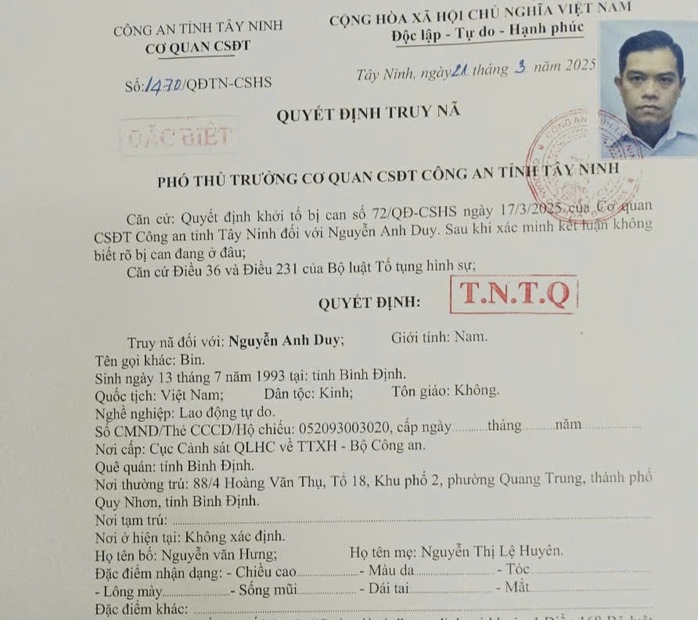 CÔNG AN TỈNH TÂY NINH
CƠ QUAN CSĐT
Số: 1470/QĐTN-CSHS
CỘNG HÒA XÃ HỘI CHỦ NGHĨA VIỆT NAM
Độc lập - Tự do - Hạnh phúc
Tây Ninh, ngày 21 tháng 3 năm 2025
QUYẾT ĐỊNH TRUY NÃ
ĐẶC BIỆT
CÔNG AN
PHÓ THỦ TRƯỞNG CƠ QUAN CSĐT CÔNG AN TỈNH TÂY NINH
Căn cứ: Quyết định khởi tố bị can số 72/QĐ-CSHS ngày 17/3/2025 của Cơ quan
CSĐT Công an tỉnh Tây Ninh đối với Nguyễn Anh Duy. Sau khi xác minh kết luận không
biết rõ bị can đang ở đâu;
Căn cứ Điều 36 và Điều 231 của Bộ luật Tố tụng hình sự;
QUYẾT ĐỊNH:
T.N.T.Q
Truy nã đối với: Nguyễn Anh Duy; Giới tính: Nam.
Tên gọi khác: Bin.
Sinh ngày 13 tháng 7 năm 1993 tại: tỉnh Bình Định.
Quốc tịch: Việt Nam; Dân tộc: Kinh; Tôn giáo: Không.
Nghề nghiệp: Lao động tự do.
Số CMND/Thẻ CCCD/Hộ chiếu: 052093003020, cấp ngày..........tháng..........năm..........
Nơi cấp: Cục Cảnh sát QLHC về TTXH - Bộ Công an.
Quê quán: tỉnh Bình Định.
Nơi thường trú: 88/4 Hoàng Văn Thụ, Tổ 18, Khu phố 2, phường Quang Trung, thành phố
Quy Nhơn, tỉnh Bình Định.
Nơi tạm trú: ..........
Nơi ở hiện tại: Không xác định.
Họ tên bố: Nguyễn văn Hưng; Họ tên mẹ: Nguyễn Thị Lệ Huyên.
Đặc điểm nhận dạng: - Chiều cao.......... - Màu da.......... - Tóc..........
- Lông mày.......... - Sống mũi.......... - Dái tai.......... - Mắt..........
Đặc điểm khác: ..........